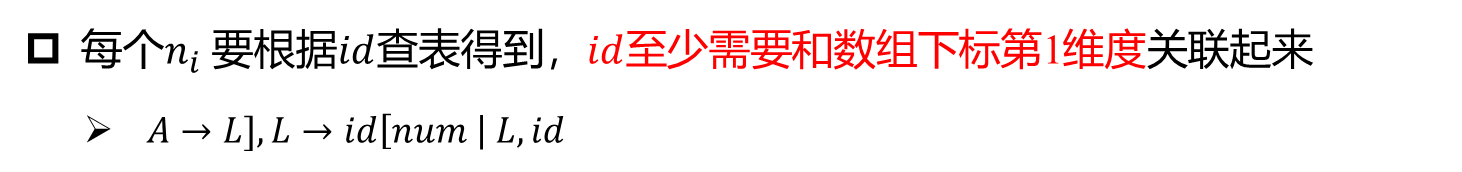 □ 每个nᵢ 要根据id查表得到，id至少需要和数组下标第1维度关联起来
➢ A → L], L → id[num | L, id